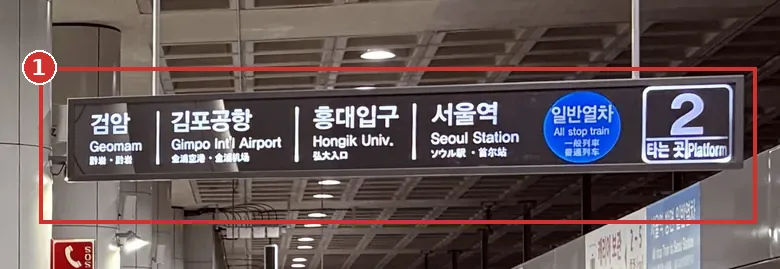 검암
Geomam
黔岩・黔岩
김포공항
Gimpo Int'l Airport
金浦空港・金浦机场
홍대입구
Hongik Univ.
弘大入口
서울역
Seoul Station
ソウル駅・首尔站
일반열차
All stop train
一般列車
普通列车
2
타는 곳 Platform
1
SOS
2-5